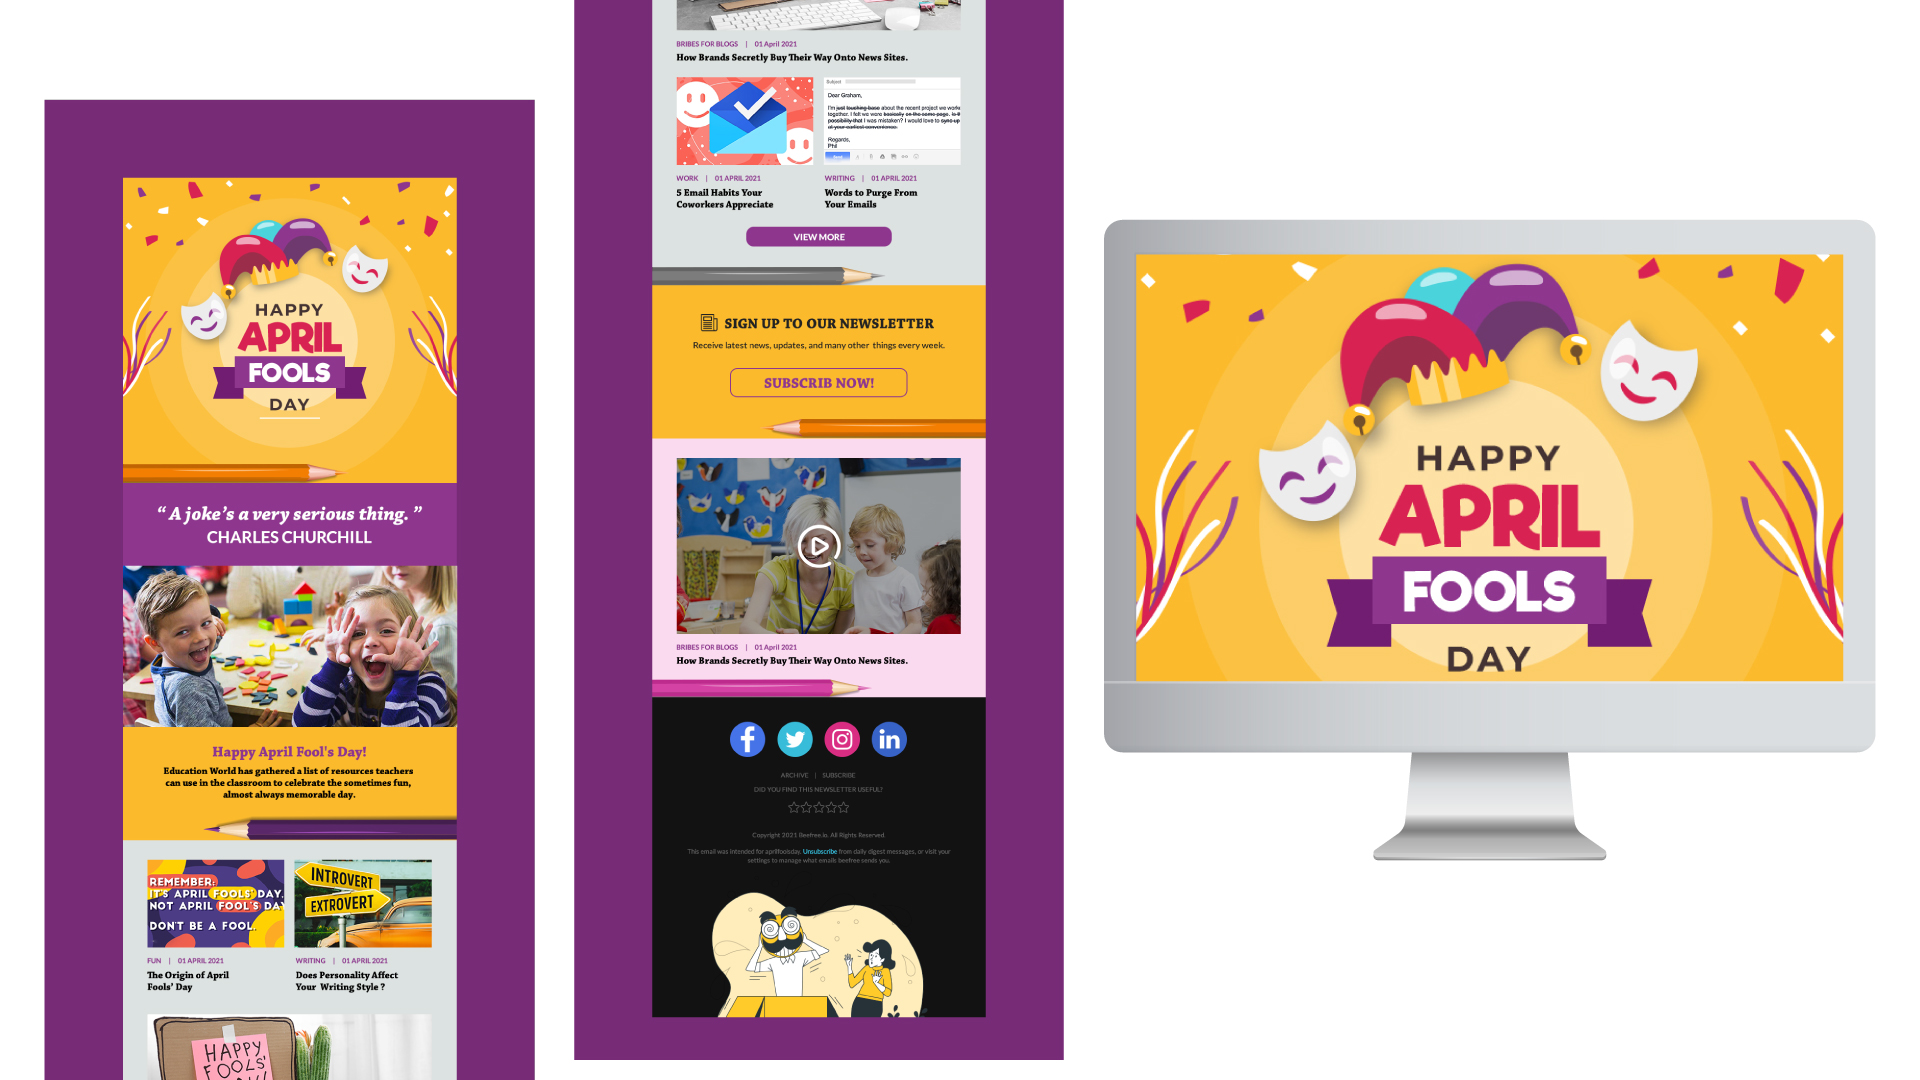 HAPPY
APRIL
FOOLS
DAY
“ A joke’s a very serious thing. ”
CHARLES CHURCHILL
Happy April Fool's Day!
Education World has gathered a list of resources teachers
can use in the classroom to celebrate the sometimes fun,
almost always memorable day.
REMEMBER:
IT'S APRIL FOOLS' DAY.
NOT APRIL FOOL'S DAY
DON'T BE A FOOL.
INTROVERT
EXTROVERT
FUN | 01 APRIL 2021
The Origin of April
Fools’ Day
WRITING | 01 APRIL 2021
Does Personality Affect
Your Writing Style ?
HAPPY
FOOLS'
BRIBES FOR BLOGS | 01 April 2021
How Brands Secretly Buy Their Way Onto News Sites.
Subject
Dear Graham,
I'm just touching base about the recent project we work
together. I felt we were basically on the same page. is it
possibility that I was mistaken? I would love to sync up
at your earliest convenience.
Regards,
Phil
WORK | 01 APRIL 2021
5 Email Habits Your
Coworkers Appreciate
WRITING | 01 APRIL 2021
Words to Purge From
Your Emails
VIEW MORE
SIGN UP TO OUR NEWSLETTER
Receive latest news, updates, and many other things every week.
SUBSCRIB NOW!
BRIBES FOR BLOGS | 01 April 2021
How Brands Secretly Buy Their Way Onto News Sites.
ARCHIVE | SUBSCRIBE
DID YOU FIND THIS NEWSLETTER USEFUL?
Copyright 2021 Beefree.io. All Rights Reserved.
This email was intended for aprilfoolsday. Unsubscribe from daily digest messages, or visit your
settings to manage what emails beefree sends you.
HAPPY
APRIL
FOOLS
DAY